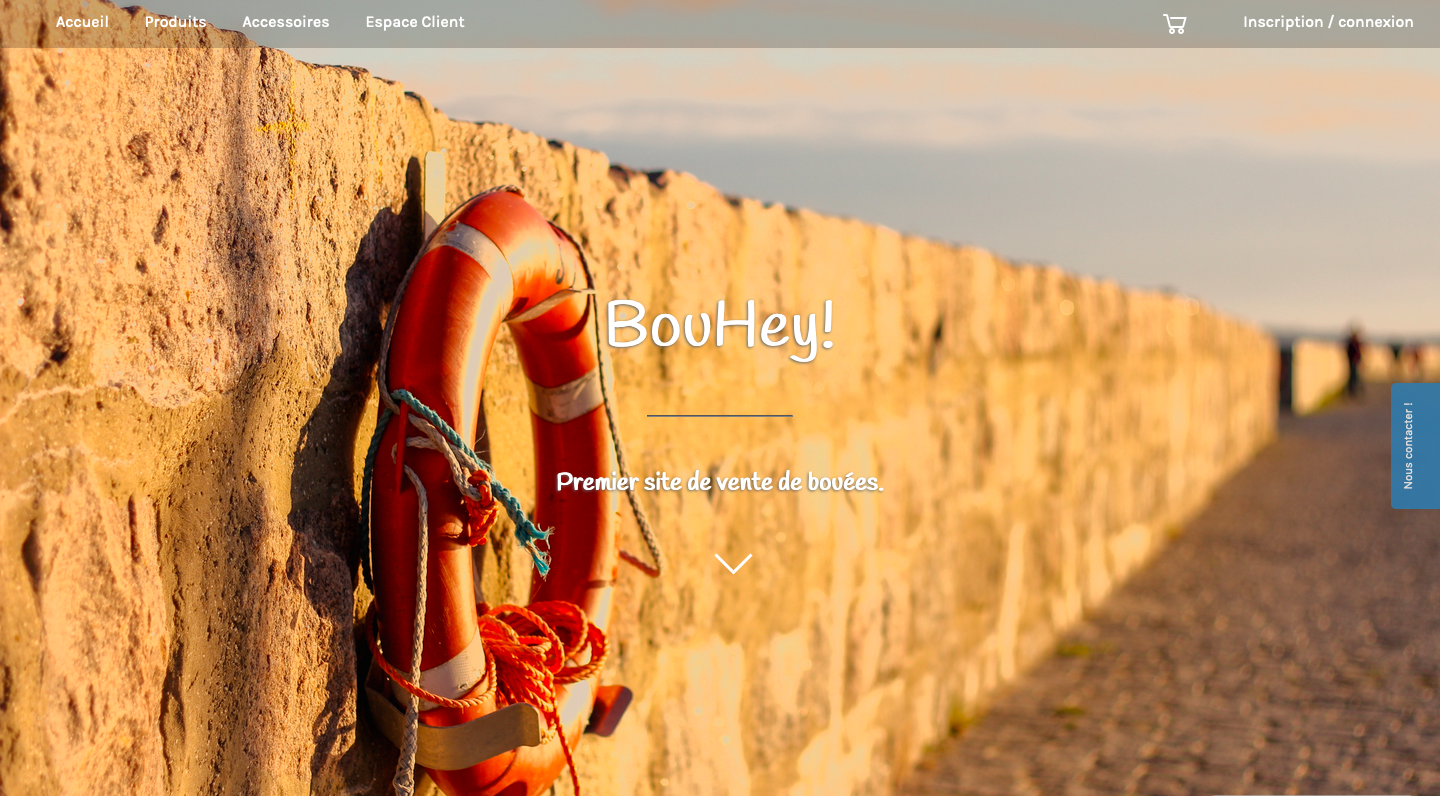 Accueil Produits Accessoires Espace Client Inscription / connexion
BouHey!
Premier site de vente de bouées.
Nous contacter !